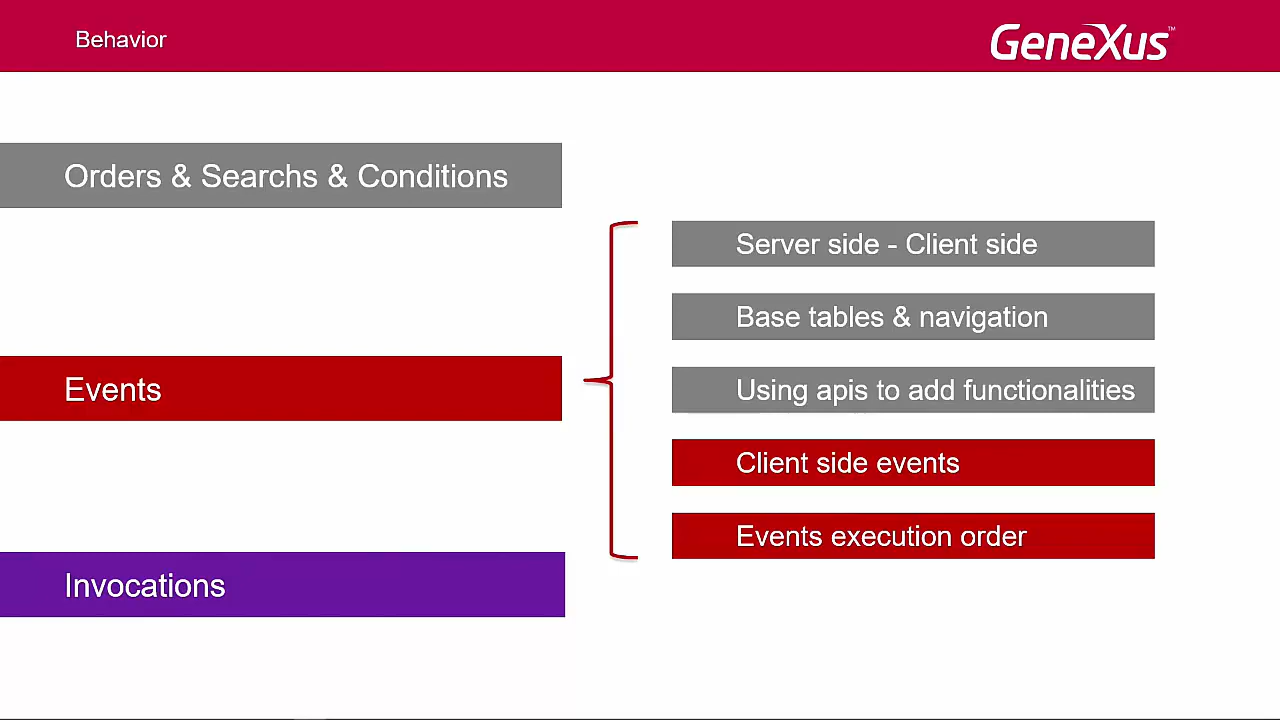 Behavior
GeneXus™
Orders & Searchs & Conditions
Events
Invocations
Server side - Client side
Base tables & navigation
Using apis to add functionalities
Client side events
Events execution order